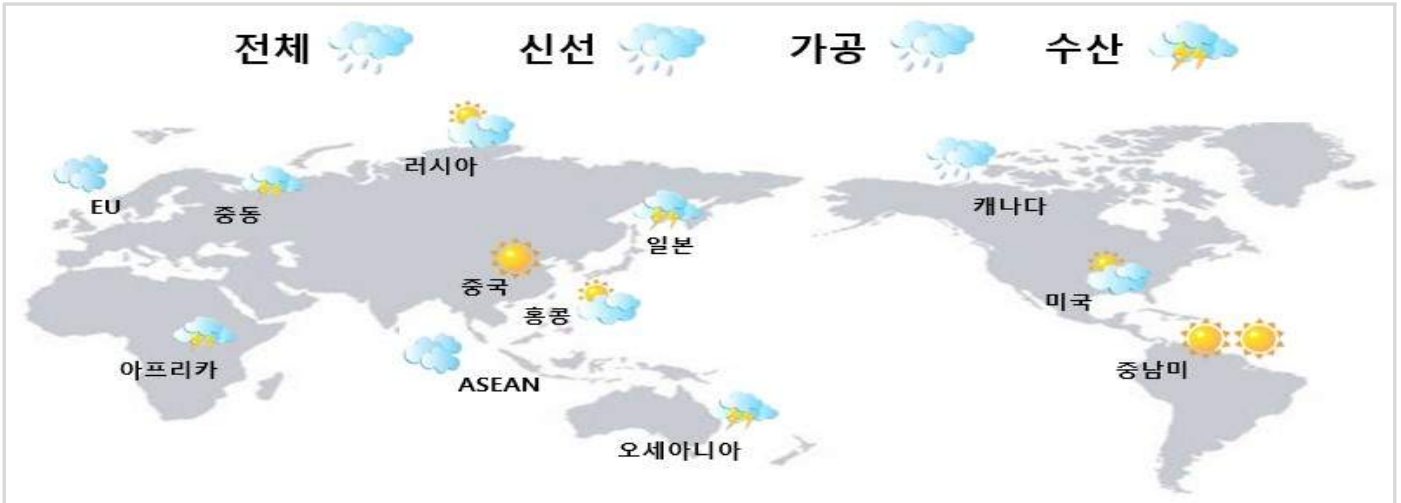 전체 신선 가공 수산
러시아
EU
중동
캐나다
일본
중국
홍콩
미국
아프리카
ASEAN
중남미
오세아니아